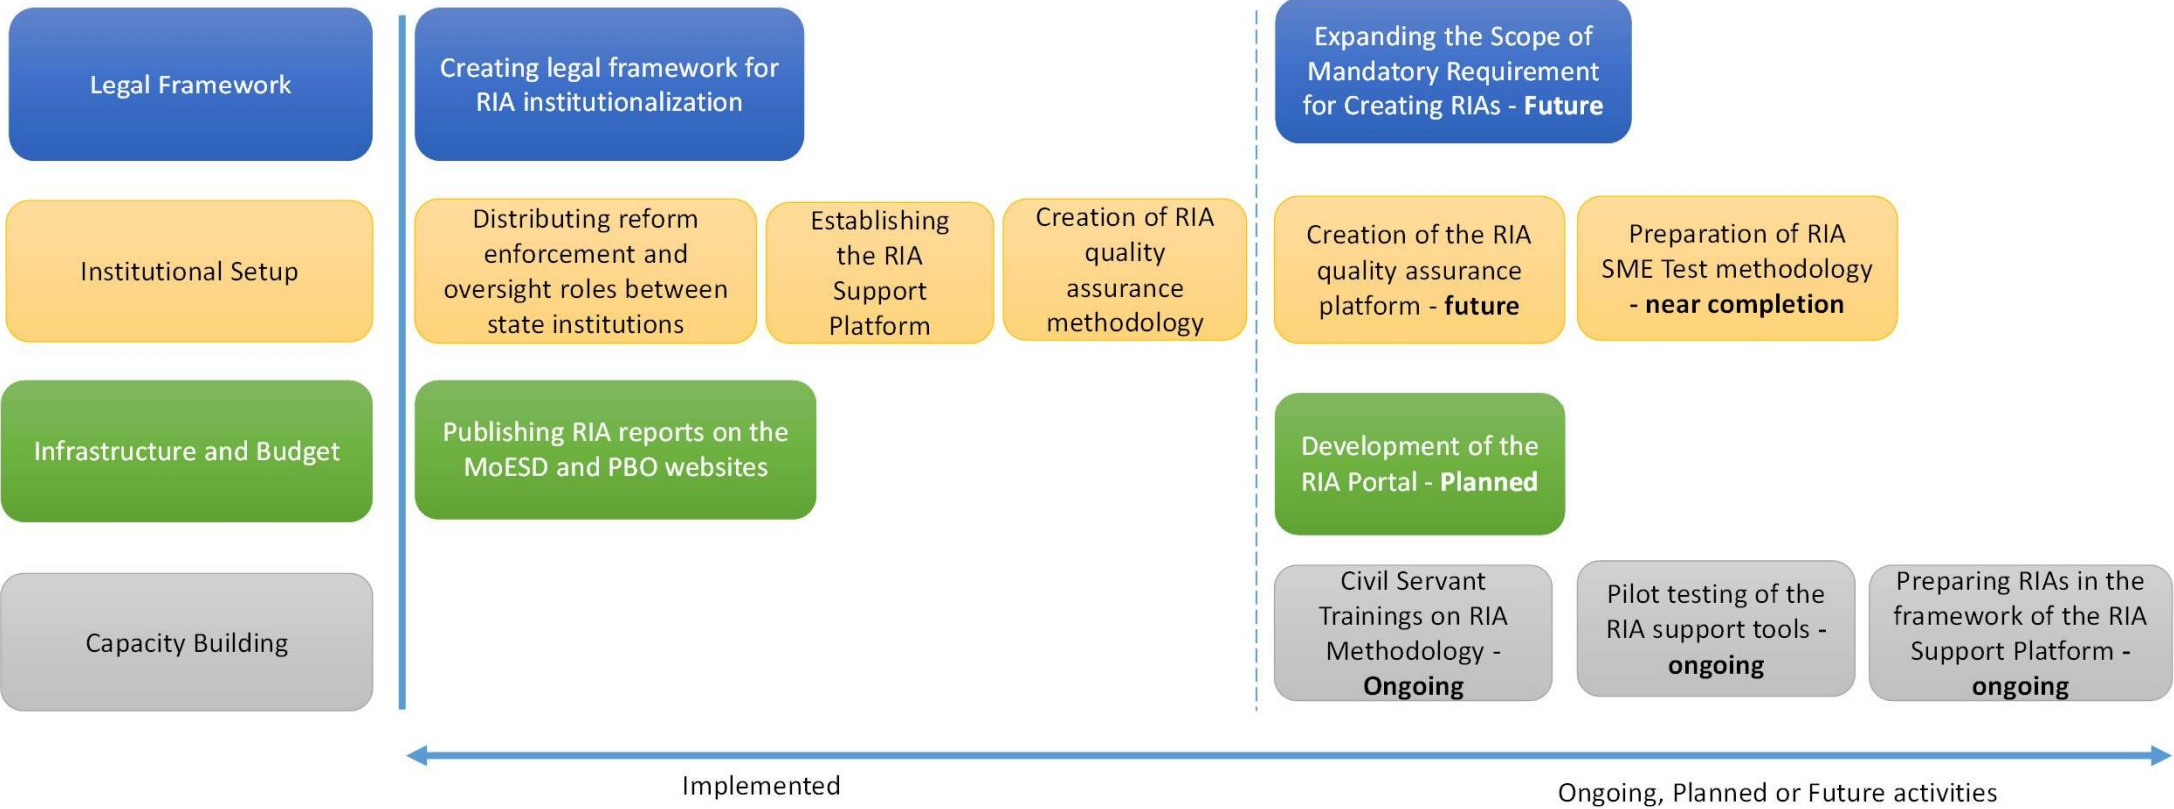 Legal Framework
Creating legal framework for
RIA institutionalization
Expanding the Scope of
Mandatory Requirement
for Creating RIAs - Future
Institutional Setup
Distributing reform
enforcement and
oversight roles between
state institutions
Establishing
the RIA
Support
Platform
Creation of RIA
quality
assurance
methodology
Creation of the RIA
quality assurance
platform - future
Preparation of RIA
SME Test methodology
- near completion
Infrastructure and Budget
Publishing RIA reports on the
MoESD and PBO websites
Development of the
RIA Portal - Planned
Capacity Building
Civil Servant
Trainings on RIA
Methodology -
Ongoing
Pilot testing of the
RIA support tools -
ongoing
Preparing RIAs in the
framework of the RIA
Support Platform -
ongoing
Implemented
Ongoing, Planned or Future activities